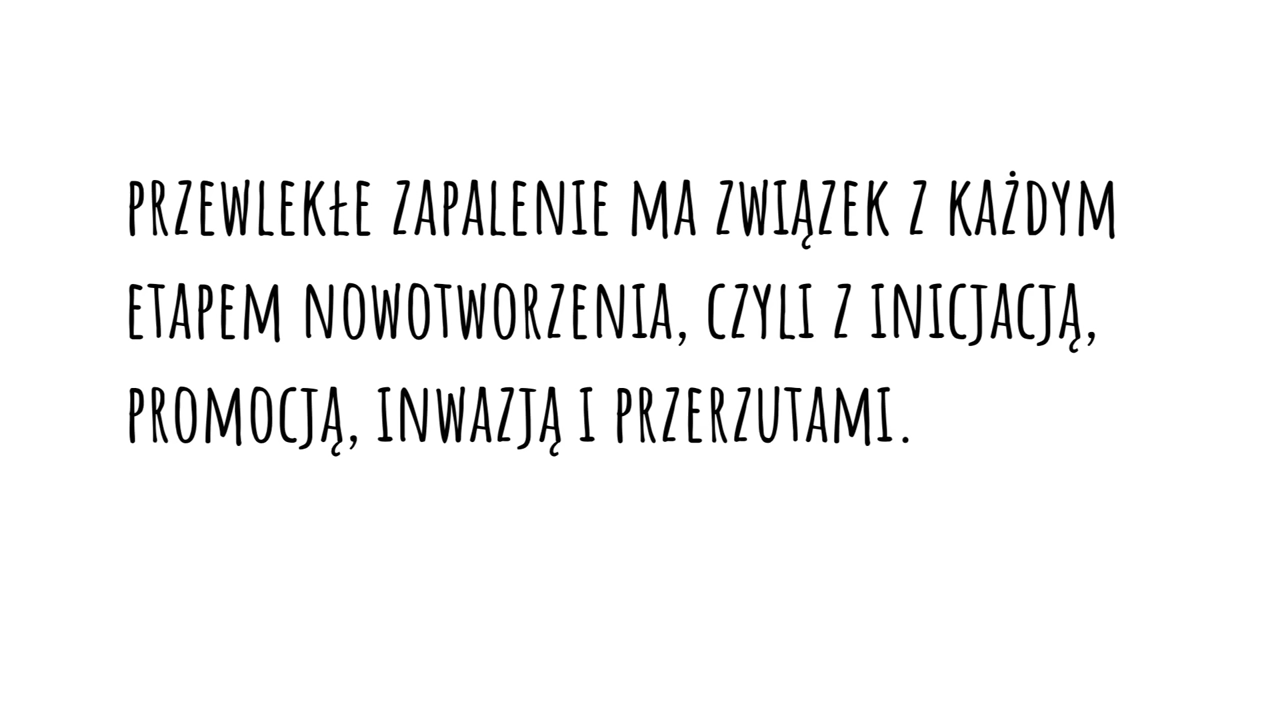 PRZEWLEKŁE ZAPALENIE MA ZWIĄZEK Z KAŻDYM
ETAPEM NOWOTWORZENIA, CZYLI Z INICJACJĄ,
PROMOCJĄ, INWAZJĄ I PRZERZUTAMI.